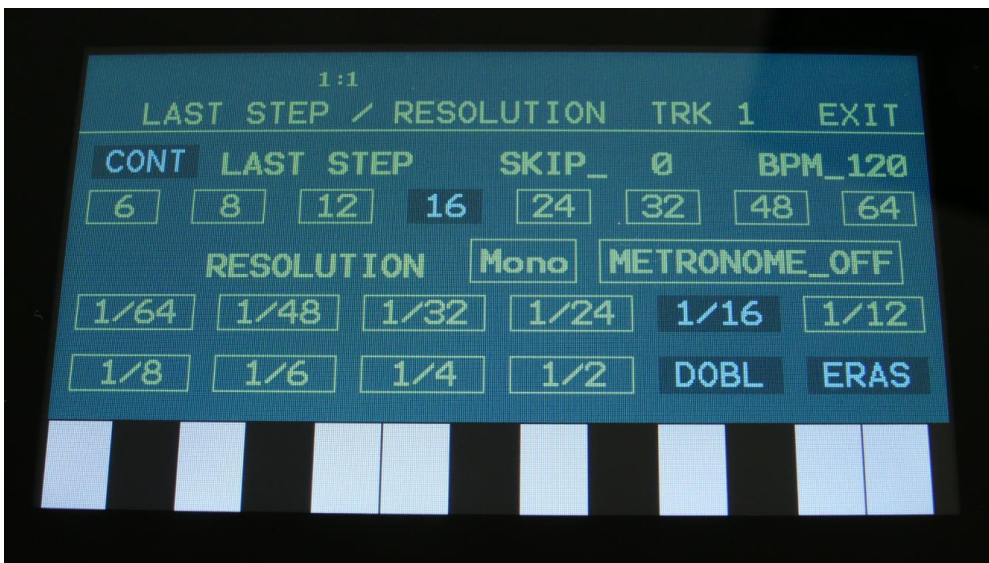 1:1
LAST STEP / RESOLUTION TRK 1 EXIT
CONT LAST STEP SKIP_ 0 BPM_120
6 8 12 16 24 32 48 64
RESOLUTION Mono METRONOME_OFF
1/64 1/48 1/32 1/24 1/16 1/12
1/8 1/6 1/4 1/2 DOBL ERAS